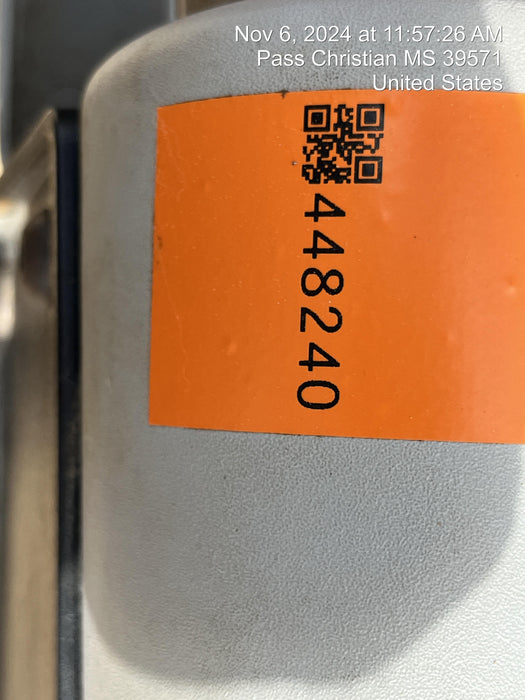 Nov 6, 2024 at 11:57:26 AM
Pass Christian MS 39571
United States
448240